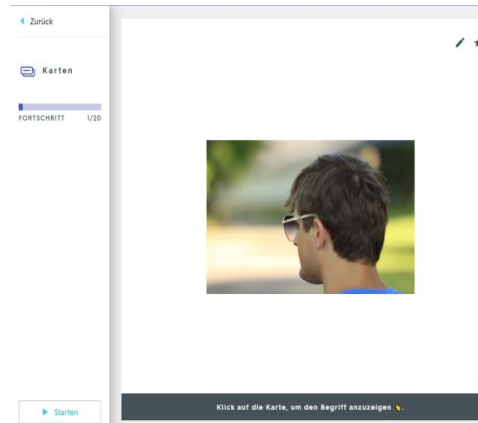 Zurück
Karten
FORTSCHRITT 1/20
Starten
Klick auf die Karte, um den Begriff anzuzeigen 👆.